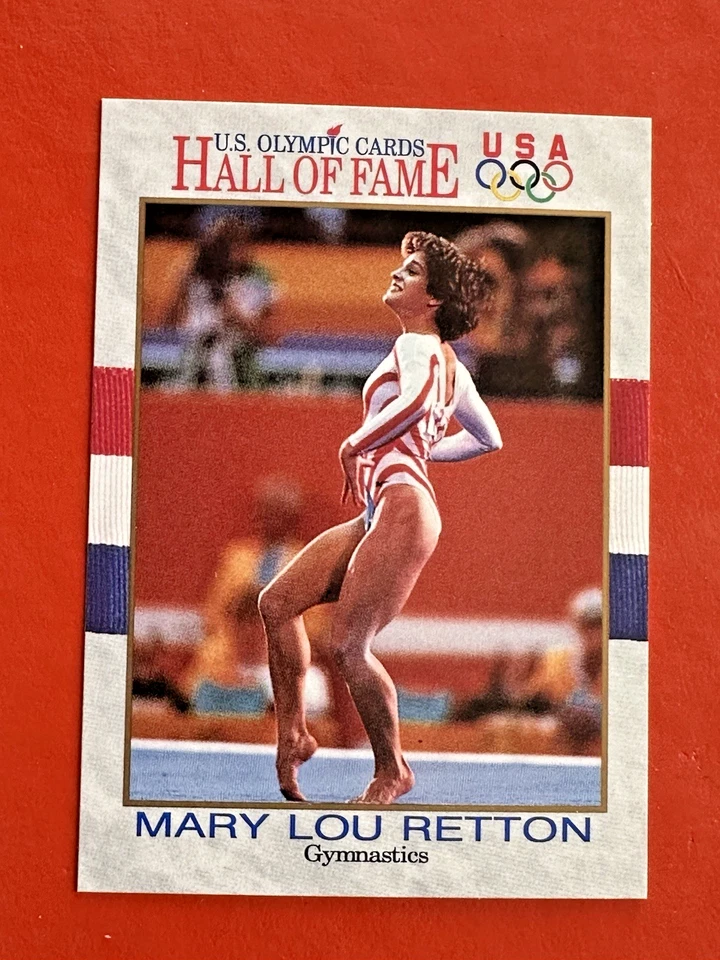 U.S. OLYMPIC CARDS
HALL OF FAME
USA
MARY LOU RETTON
Gymnastics